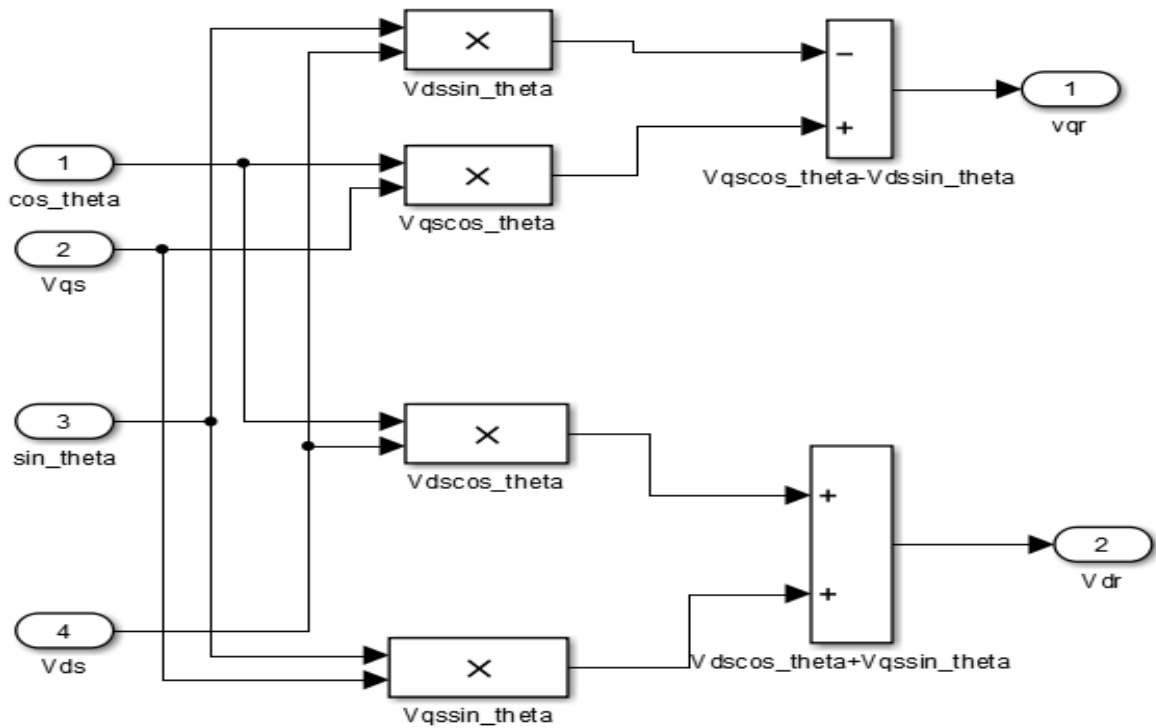 ×
Vdssin_theta
−
+
1
vqr
Vqscos_theta-Vdssin_theta
1
cos_theta
×
Vqscos_theta
2
Vqs
3
sin_theta
×
Vdscos_theta
+
+
2
Vdr
Vdscos_theta+Vqssin_theta
4
Vds
×
Vqssin_theta